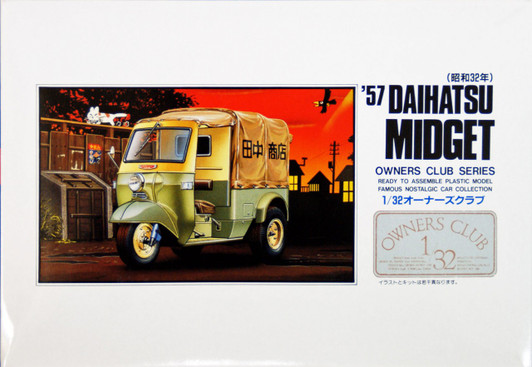 (昭和32年)
'57 DAIHATSU
MIDGET
OWNERS CLUB SERIES
READY TO ASSEMBLE PLASTIC MODEL
FAMOUS NOSTALGIC CAR COLLECTION
1/32オーナーズクラブ
OWNERS CLUB
1
32
イラストとキットは若干異なります。
田中商店